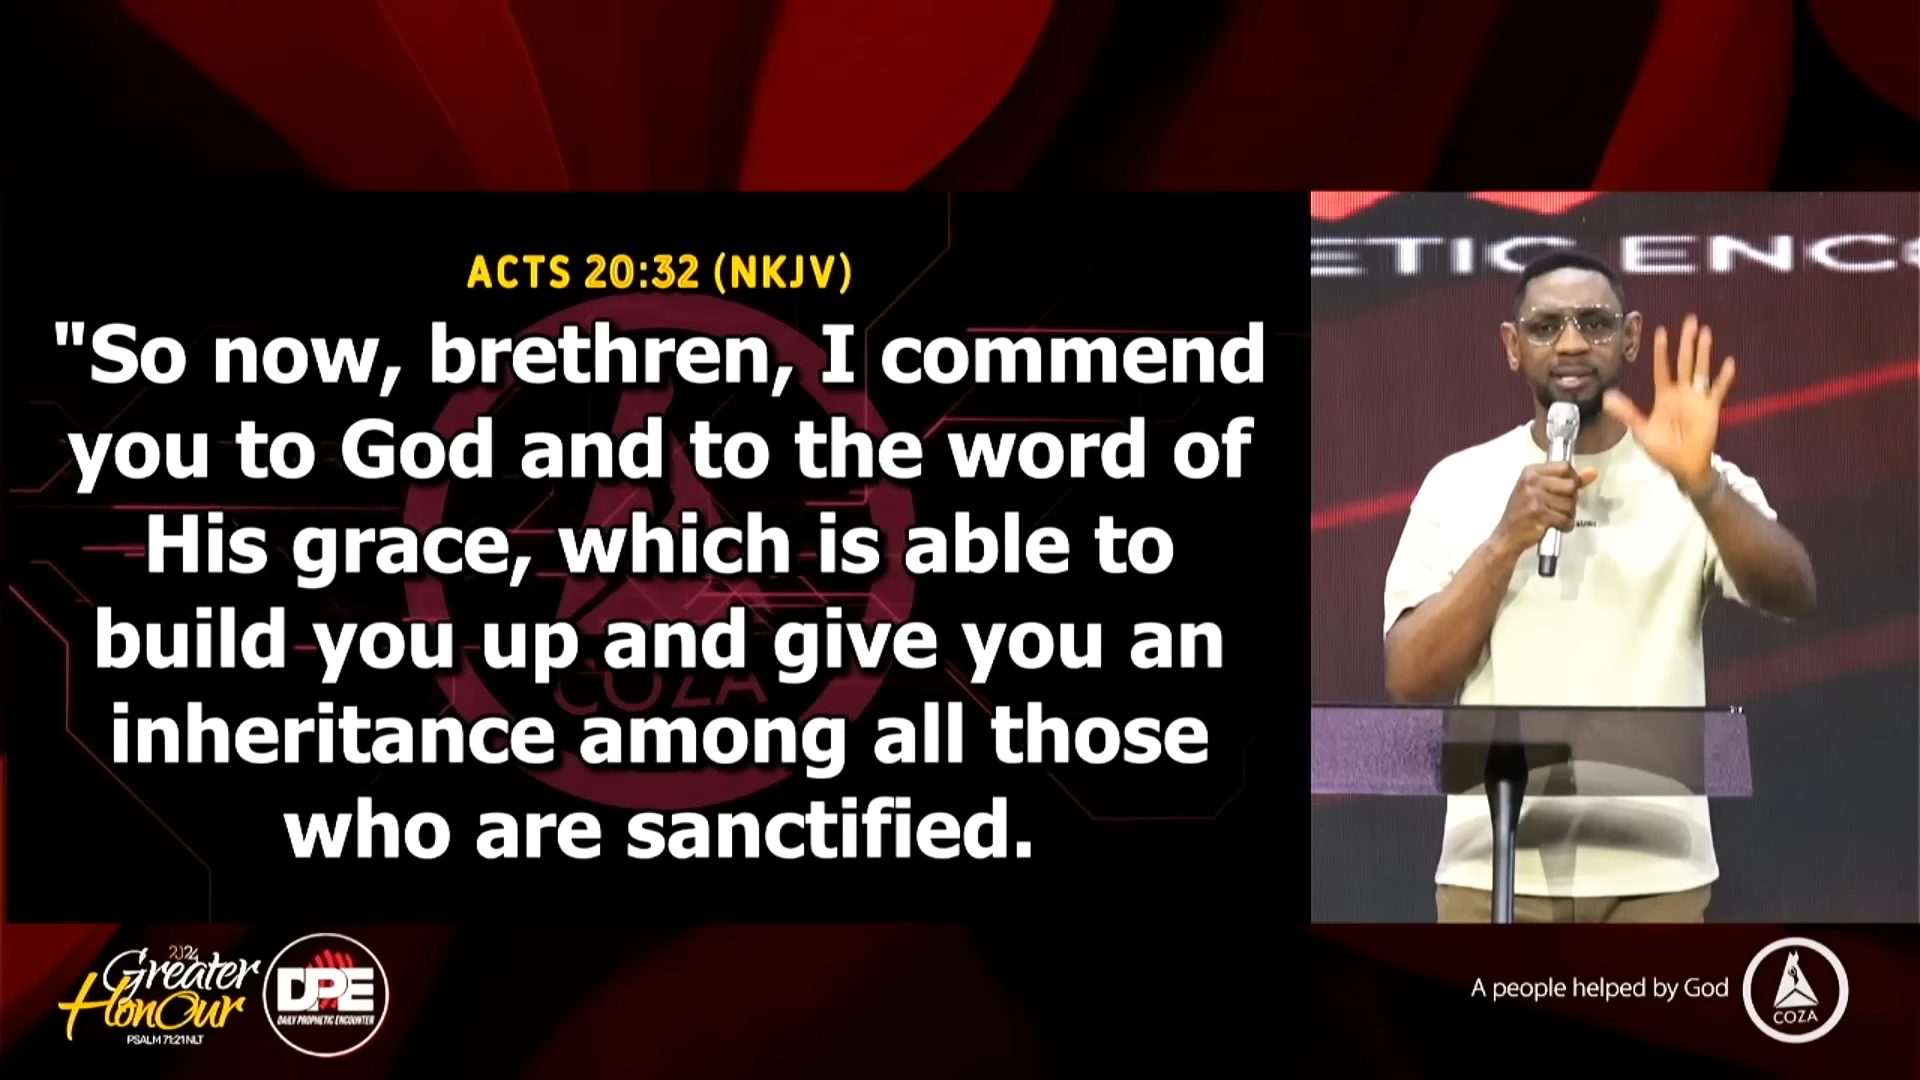 ETIC ENC
ACTS 20:32 (NKJV)
"So now, brethren, I commend
you to God and to the word of
His grace, which is able to
build you up and give you an
inheritance among all those
who are sanctified.
COZA
2024
Greater
HonOur
PSALM 71:21 NLT
DPE
DAILY PROPHETIC ENCOUNTER
A people helped by God
COZA